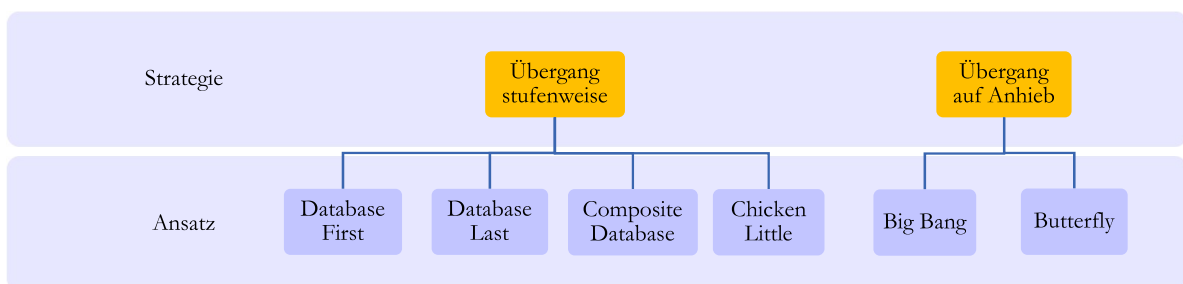 Strategie
Übergang
stufenweise
Übergang
auf Anhieb
Ansatz
Database
First
Database
Last
Composite
Database
Chicken
Little
Big Bang
Butterfly